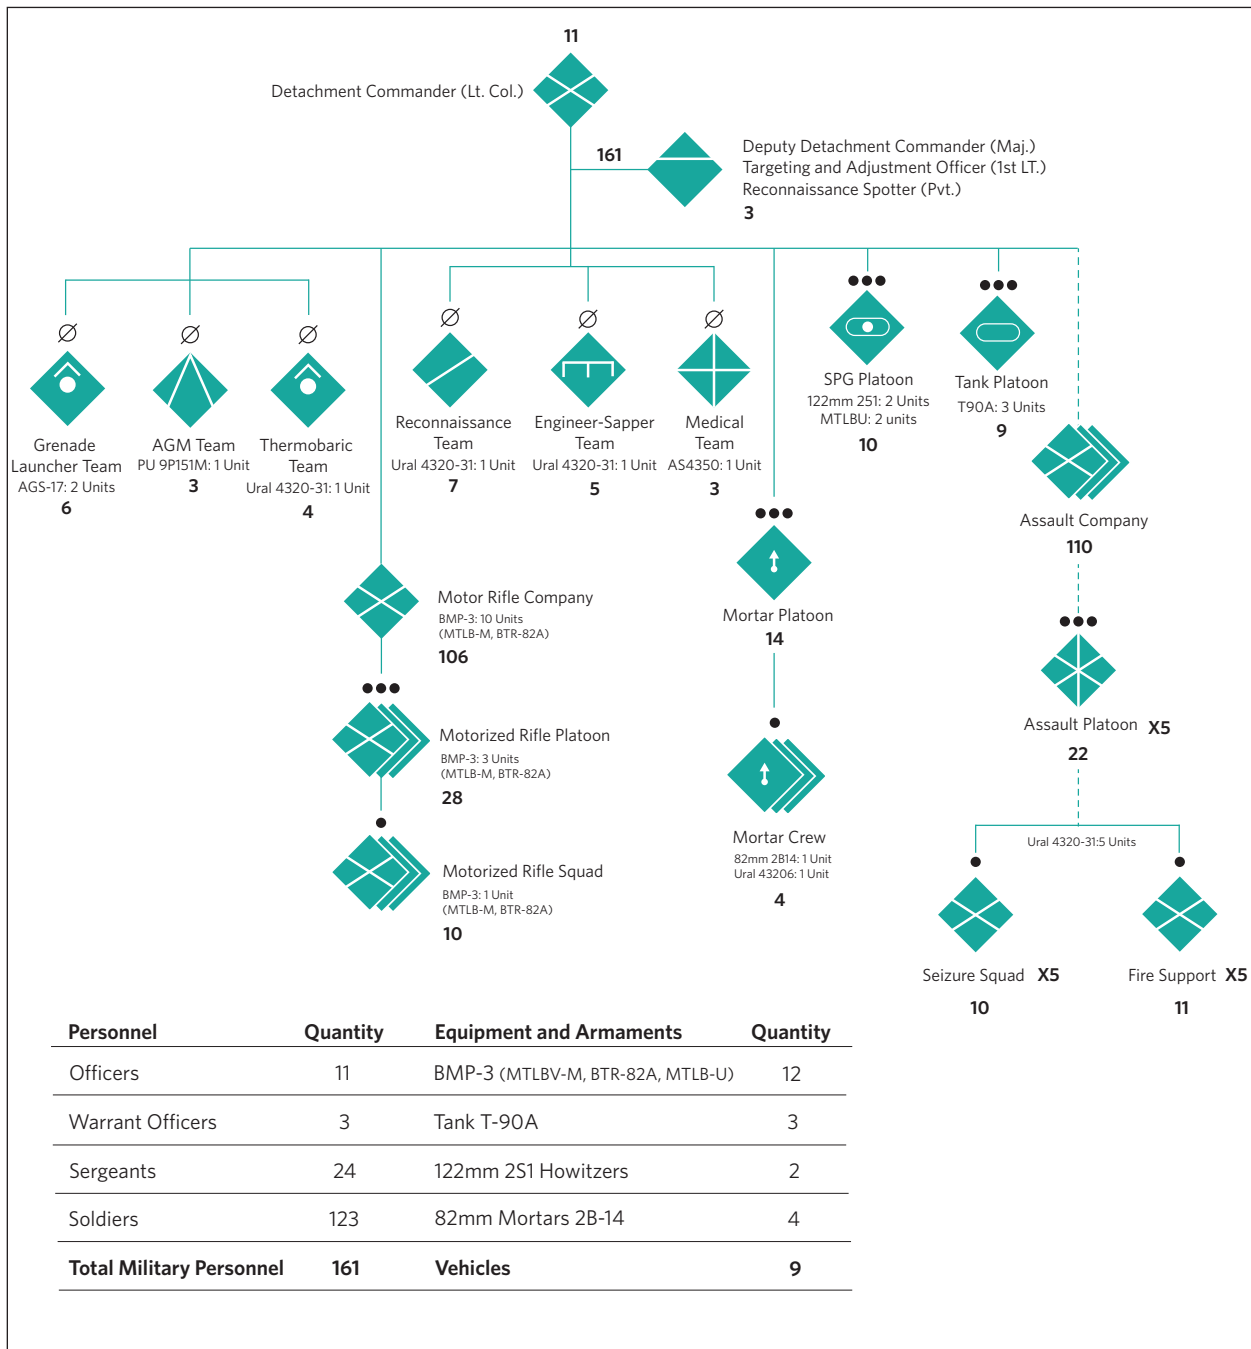 11
Detachment Commander (Lt. Col.)
161
Deputy Detachment Commander (Maj.)
Targeting and Adjustment Officer (1st LT.)
Reconnaissance Spotter (Pvt.)
3
Grenade
Launcher Team
AGS-17: 2 Units
6
AGM Team
PU 9P151M: 1 Unit
3
Thermobaric
Team
Ural 4320-31: 1 Unit
4
Reconnaissance
Team
Ural 4320-31: 1 Unit
7
Engineer-Sapper
Team
Ural 4320-31: 1 Unit
5
Medical
Team
AS4350: 1 Unit
3
SPG Platoon
122mm 251: 2 Units
MTLBU: 2 units
10
Tank Platoon
T90A: 3 Units
9
Assault Company
110
Motor Rifle Company
BMP-3: 10 Units
(MTLB-M, BTR-82A)
106
Mortar Platoon
14
Motorized Rifle Platoon
BMP-3: 3 Units
(MTLB-M, BTR-82A)
28
Assault Platoon X5
22
Motorized Rifle Squad
BMP-3: 1 Unit
(MTLB-M, BTR-82A)
10
Mortar Crew
82mm 2B14: 1 Unit
Ural 43206: 1 Unit
4
Ural 4320-31:5 Units
Seizure Squad X5
10
Fire Support X5
11
Personnel Quantity Equipment and Armaments Quantity
Officers 11 BMP-3 (MTLBV-M, BTR-82A, MTLB-U) 12
Warrant Officers 3 Tank T-90A 3
Sergeants 24 122mm 2S1 Howitzers 2
Soldiers 123 82mm Mortars 2B-14 4
Total Military Personnel 161 Vehicles 9